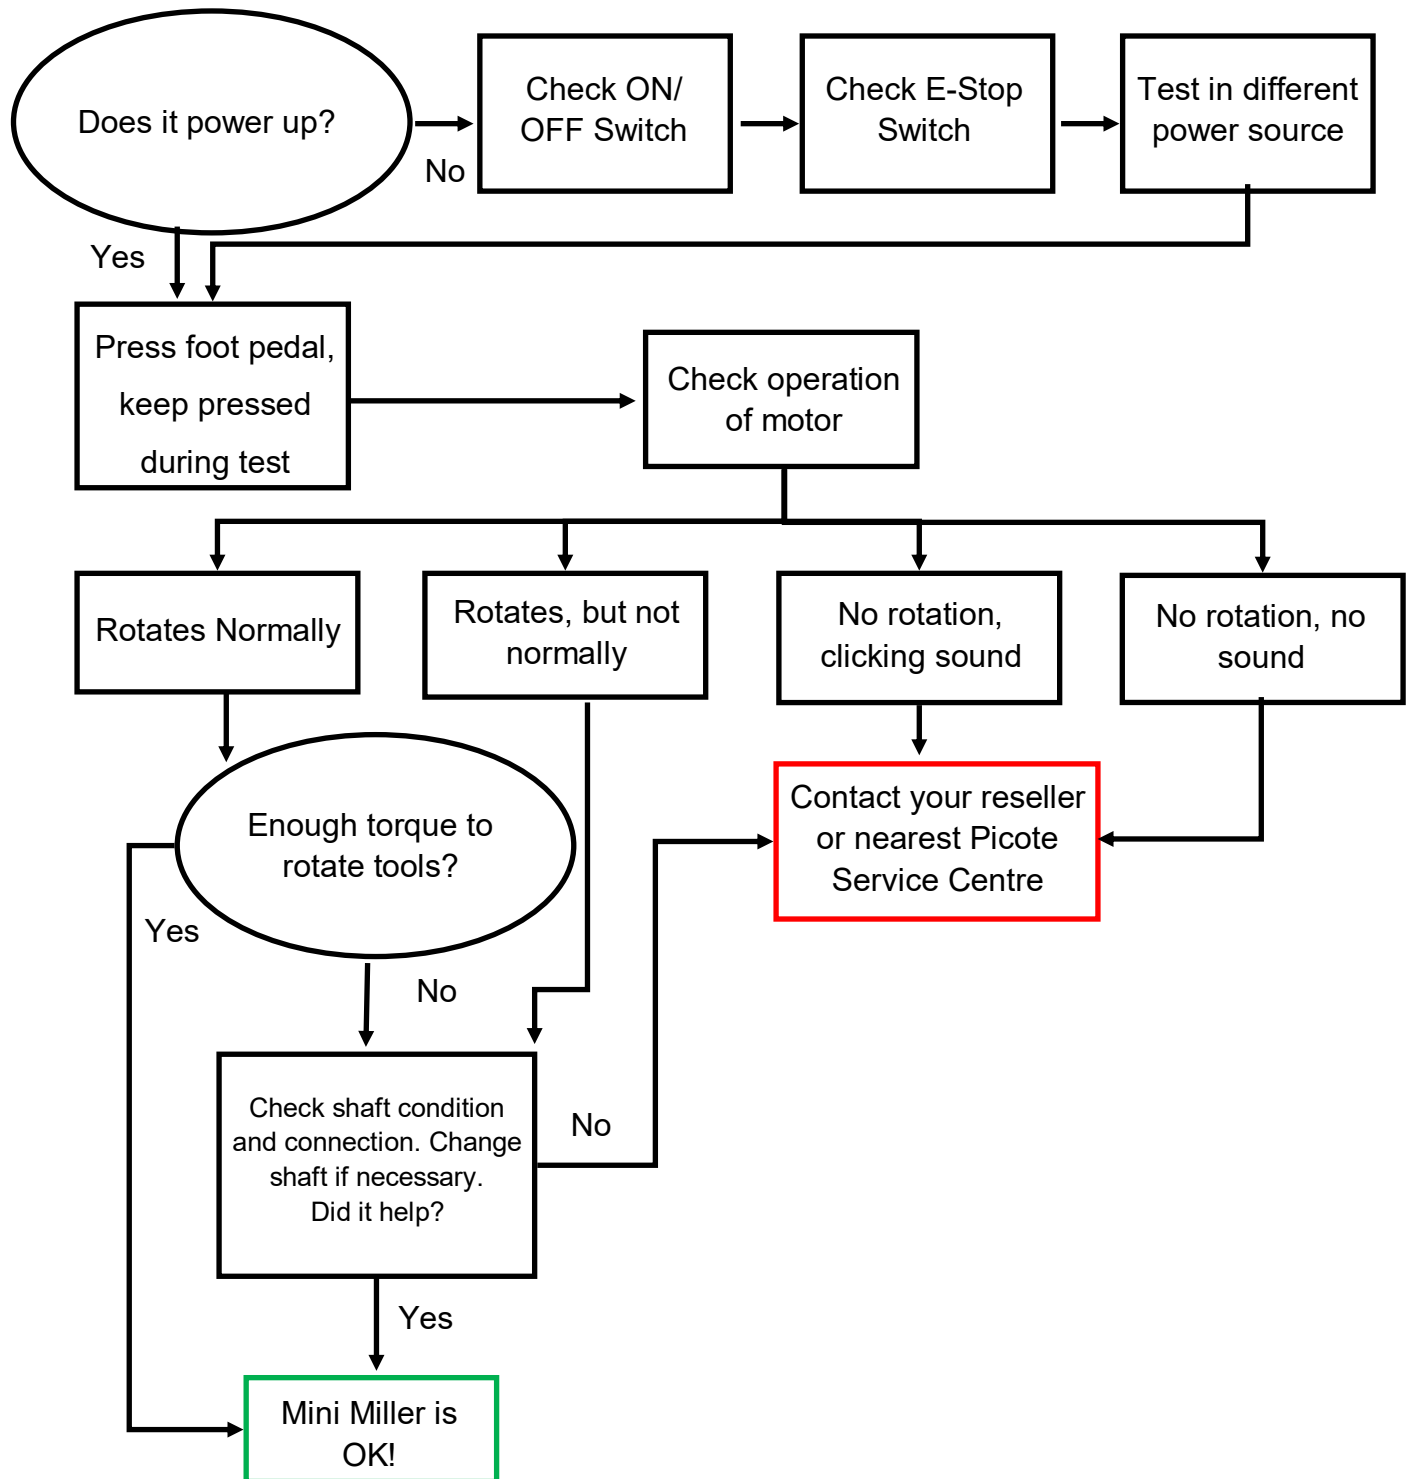 Does it power up?
No
Check ON/
OFF Switch
Check E-Stop
Switch
Test in different
power source
Yes
Press foot pedal,
keep pressed
during test
Check operation
of motor
Rotates Normally
Rotates, but not
normally
No rotation,
clicking sound
No rotation, no
sound
Enough torque to
rotate tools?
Contact your reseller
or nearest Picote
Service Centre
Yes
No
Check shaft condition
and connection. Change
shaft if necessary.
Did it help?
No
Yes
Mini Miller is
OK!